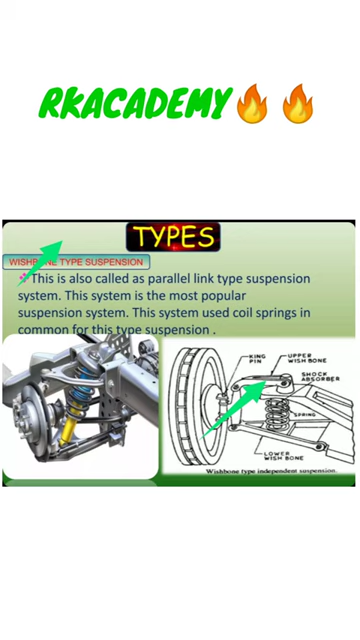 RKACADEMY🔥🔥
TYPES
WISHBONE TYPE SUSPENSION
This is also called as parallel link type suspension
system. This system is the most popular
suspension system. This system used coil springs in
common for this type suspension .
KING
PIN
UPPER
WISH BONE
SHOCK
ABSORBER
SPRING
LOWER
WISH BONE
Wishbone type independent suspension.